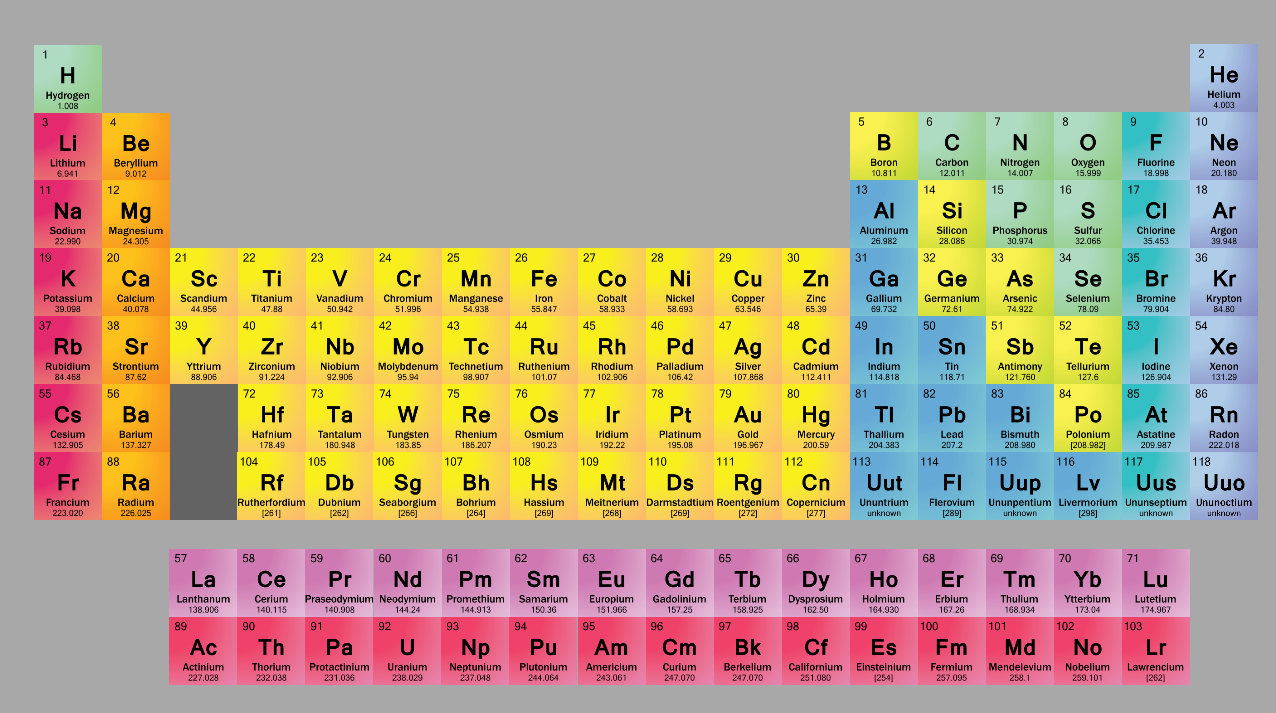 1
H
Hydrogen
1.008
2
He
Helium
4.003
3
Li
Lithium
6.941
4
Be
Beryllium
9.012
5
B
Boron
10.811
6
C
Carbon
12.011
7
N
Nitrogen
14.007
8
O
Oxygen
15.999
9
F
Fluorine
18.998
10
Ne
Neon
20.180
11
Na
Sodium
22.990
12
Mg
Magnesium
24.305
13
Al
Aluminum
26.982
14
Si
Silicon
28.086
15
P
Phosphorus
30.974
16
S
Sulfur
32.066
17
Cl
Chlorine
35.453
18
Ar
Argon
39.948
19
K
Potassium
39.098
20
Ca
Calcium
40.078
21
Sc
Scandium
44.956
22
Ti
Titanium
47.88
23
V
Vanadium
50.942
24
Cr
Chromium
51.996
25
Mn
Manganese
54.938
26
Fe
Iron
55.847
27
Co
Cobalt
58.933
28
Ni
Nickel
58.693
29
Cu
Copper
63.546
30
Zn
Zinc
65.39
31
Ga
Gallium
69.732
32
Ge
Germanium
72.61
33
As
Arsenic
74.922
34
Se
Selenium
78.09
35
Br
Bromine
79.904
36
Kr
Krypton
84.80
37
Rb
Rubidium
84.468
38
Sr
Strontium
87.62
39
Y
Yttrium
88.906
40
Zr
Zirconium
91.224
41
Nb
Niobium
92.906
42
Mo
Molybdenum
95.94
43
Tc
Technetium
98.907
44
Ru
Ruthenium
101.07
45
Rh
Rhodium
102.906
46
Pd
Palladium
106.42
47
Ag
Silver
107.868
48
Cd
Cadmium
112.411
49
In
Indium
114.818
50
Sn
Tin
118.71
51
Sb
Antimony
121.760
52
Te
Tellurium
127.6
53
I
Iodine
126.904
54
Xe
Xenon
131.29
55
Cs
Cesium
132.905
56
Ba
Barium
137.327
72
Hf
Hafnium
178.49
73
Ta
Tantalum
180.948
74
W
Tungsten
183.85
75
Re
Rhenium
186.207
76
Os
Osmium
190.23
77
Ir
Iridium
192.22
78
Pt
Platinum
195.08
79
Au
Gold
196.967
80
Hg
Mercury
200.59
81
Tl
Thallium
204.383
82
Pb
Lead
207.2
83
Bi
Bismuth
208.980
84
Po
Polonium
[208.982]
85
At
Astatine
209.987
86
Rn
Radon
222.018
87
Fr
Francium
223.020
88
Ra
Radium
226.025
104
Rf
Rutherfordium
[261]
105
Db
Dubnium
[262]
106
Sg
Seaborgium
[266]
107
Bh
Bohrium
[264]
108
Hs
Hassium
[269]
109
Mt
Meitnerium
[268]
110
Ds
Darmstadtium
[269]
111
Rg
Roentgenium
[272]
112
Cn
Copernicium
[277]
113
Uut
Ununtrium
unknown
114
Fl
Flerovium
[289]
115
Uup
Ununpentium
unknown
116
Lv
Livermorium
[298]
117
Uus
Ununseptium
unknown
118
Uuo
Ununoctium
unknown
57
La
Lanthanum
138.906
58
Ce
Cerium
140.115
59
Pr
Praseodymium
140.908
60
Nd
Neodymium
144.24
61
Pm
Promethium
144.913
62
Sm
Samarium
150.36
63
Eu
Europium
151.966
64
Gd
Gadolinium
157.25
65
Tb
Terbium
158.925
66
Dy
Dysprosium
162.50
67
Ho
Holmium
164.930
68
Er
Erbium
167.26
69
Tm
Thulium
168.934
70
Yb
Ytterbium
173.04
71
Lu
Lutetium
174.967
89
Ac
Actinium
227.028
90
Th
Thorium
232.038
91
Pa
Protactinium
231.036
92
U
Uranium
238.029
93
Np
Neptunium
237.048
94
Pu
Plutonium
244.064
95
Am
Americium
243.061
96
Cm
Curium
247.070
97
Bk
Berkelium
247.070
98
Cf
Californium
251.080
99
Es
Einsteinium
[254]
100
Fm
Fermium
257.095
101
Md
Mendelevium
258.1
102
No
Nobelium
259.101
103
Lr
Lawrencium
[262]